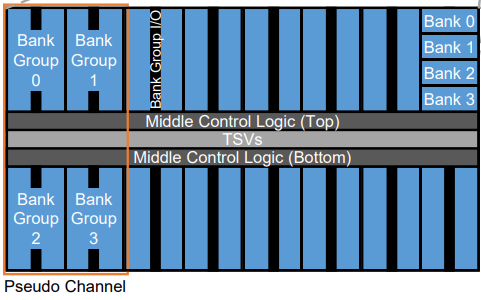 Bank
Group
0
Bank
Group
1
Bank Group I/O
Bank 0
Bank 1
Bank 2
Bank 3
Middle Control Logic (Top)
TSVs
Middle Control Logic (Bottom)
Bank
Group
2
Bank
Group
3
Pseudo Channel